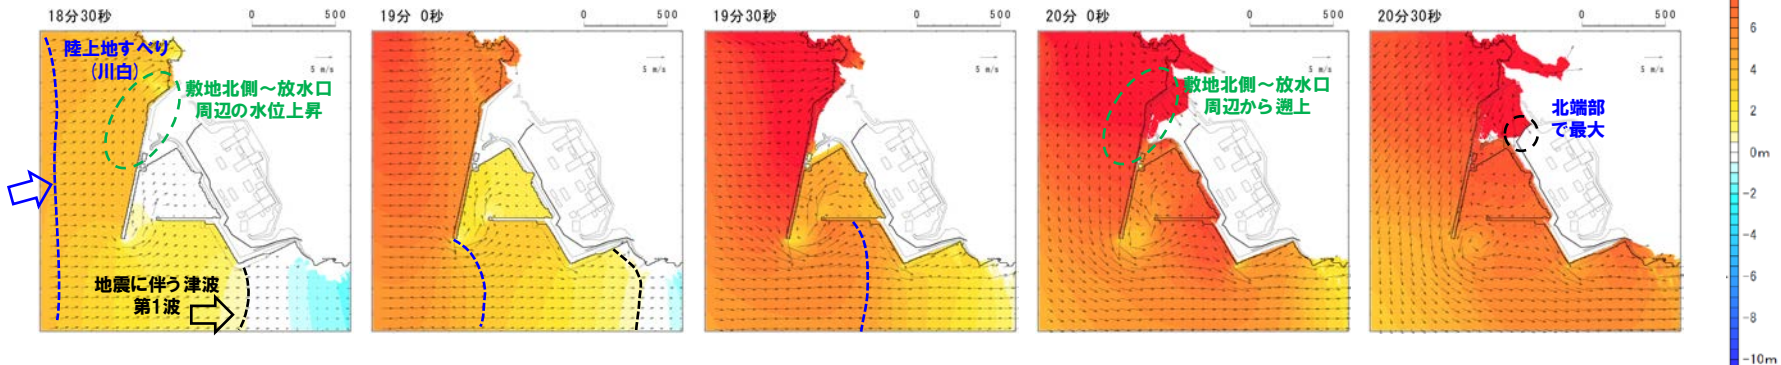 18分30秒
0 500
5 m/s
陸上地すべり
(川白)
敷地北側～放水口
周辺の水位上昇
地震に伴う津波
第1波
19分 0秒
0 500
5 m/s
19分30秒
0 500
5 m/s
20分 0秒
0 500
5 m/s
敷地北側～放水口
周辺から遡上
20分30秒
0 500
5 m/s
北端部
で最大
6
4
2
0m
-2
-4
-6
-8
-10m